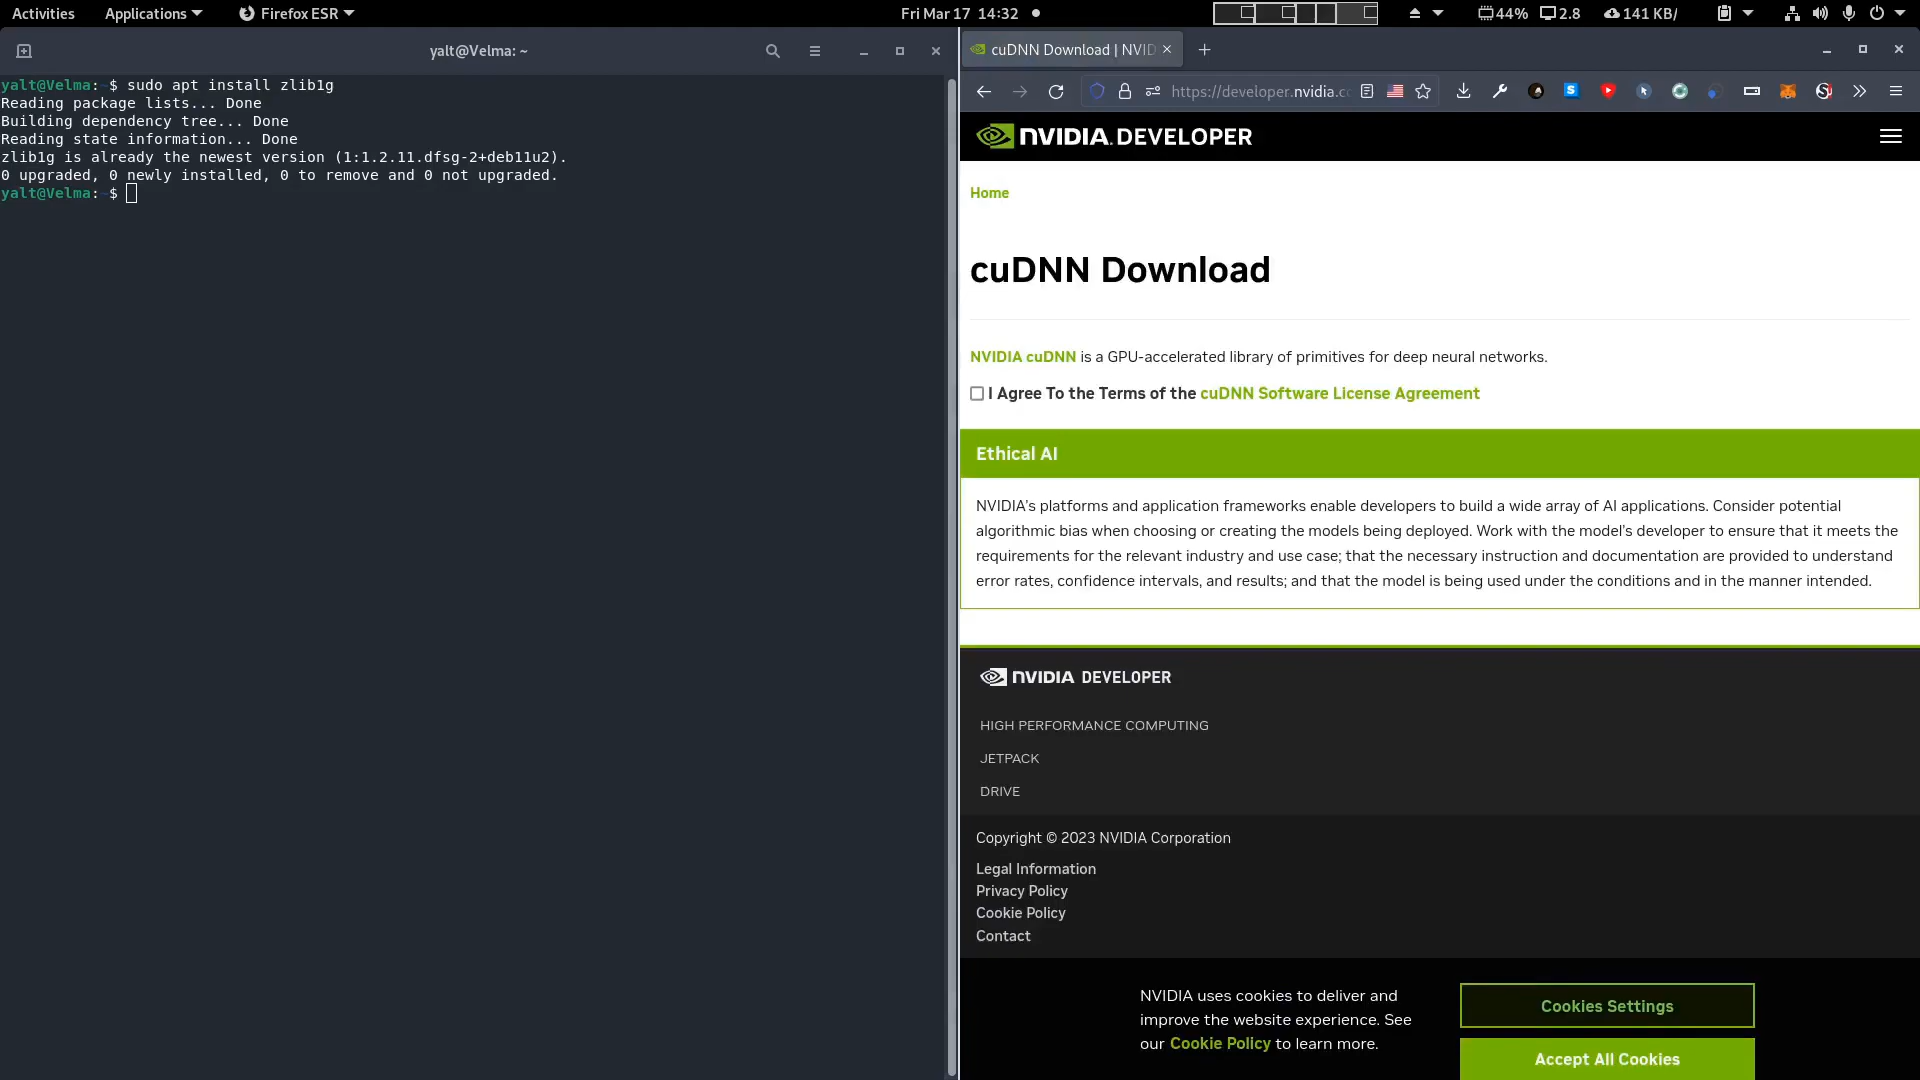 Activities Applications Firefox ESR Fri Mar 17 14:32 44% 2.8 141 KB/
yalt@Velma: ~
yalt@Velma:~$ sudo apt install zlib1g
Reading package lists... Done
Building dependency tree... Done
Reading state information... Done
zlib1g is already the newest version (1:1.2.11.dfsg-2+deb11u2).
0 upgraded, 0 newly installed, 0 to remove and 0 not upgraded.
yalt@Velma:~$
cuDNN Download | NVID
https://developer.nvidia.co
NVIDIA. DEVELOPER
Home
cuDNN Download
NVIDIA cuDNN is a GPU-accelerated library of primitives for deep neural networks.
I Agree To the Terms of the cuDNN Software License Agreement
Ethical AI
NVIDIA's platforms and application frameworks enable developers to build a wide array of AI applications. Consider potential
algorithmic bias when choosing or creating the models being deployed. Work with the model's developer to ensure that it meets the
requirements for the relevant industry and use case; that the necessary instruction and documentation are provided to understand
error rates, confidence intervals, and results; and that the model is being used under the conditions and in the manner intended.
NVIDIA DEVELOPER
HIGH PERFORMANCE COMPUTING
JETPACK
DRIVE
Copyright © 2023 NVIDIA Corporation
Legal Information
Privacy Policy
Cookie Policy
Contact
NVIDIA uses cookies to deliver and
improve the website experience. See
our Cookie Policy to learn more.
Cookies Settings
Accept All Cookies